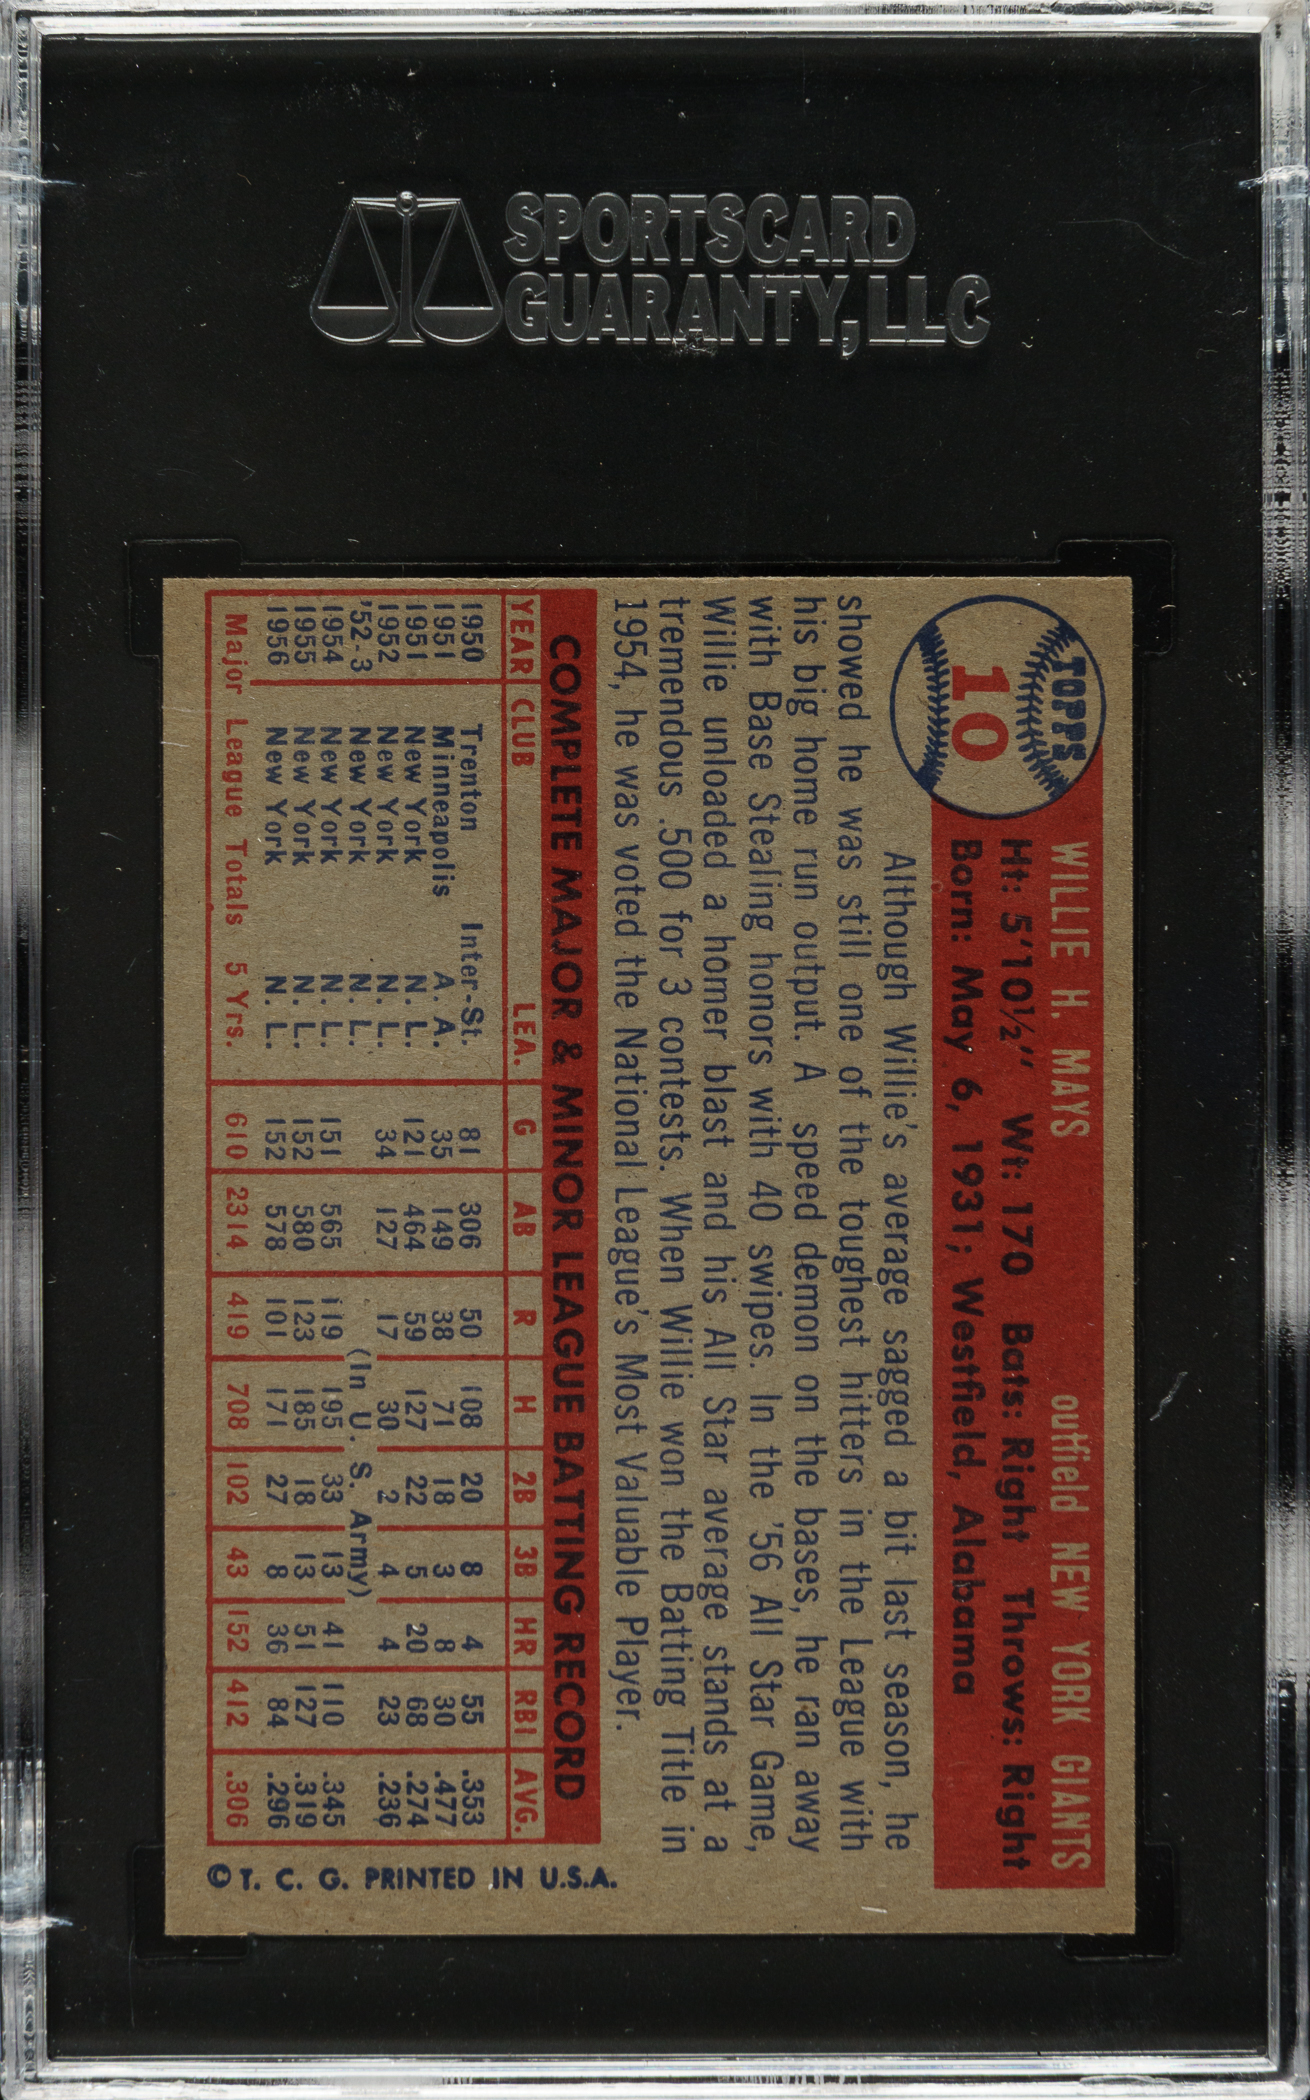 SPORTSCARD
GUARANTY, LLC
TOPPS
10
WILLIE H. MAYS outfield NEW YORK GIANTS
Ht: 5'10½" Wt: 170 Bats: Right Throws: Right
Born: May 6, 1931; Westfield, Alabama
Although Willie's average sagged a bit last season, he
showed he was still one of the toughest hitters in the League with
his big home run output. A speed demon on the bases, he ran away
with Base Stealing honors with 40 swipes. In the '56 All Star Game,
Willie unloaded a homer blast and his All Star average stands at a
tremendous .500 for 3 contests. When Willie won the Batting Title in
1954, he was voted the National League's Most Valuable Player.
COMPLETE MAJOR & MINOR LEAGUE BATTING RECORD
YEAR CLUB LEA. G AB R H 2B 3B HR RBI AVG.
1950 Trenton Inter-St. 81 306 50 108 20 8 4 55 .353
1951 Minneapolis A. A. 35 149 38 71 18 3 8 30 .477
1951 New York N. L. 121 464 59 127 22 5 20 68 .274
1952 New York N. L. 34 127 17 30 2 4 4 23 .236
'52-3 New York N. L. (In U. S. Army)
1954 New York N. L. 151 565 119 195 33 13 41 110 .345
1955 New York N. L. 152 580 123 185 18 13 51 127 .319
1956 New York N. L. 152 578 101 171 27 8 36 84 .296
Major League Totals 5 Yrs. 610 2314 419 708 102 43 152 412 .306
© T. C. G. PRINTED IN U.S.A.